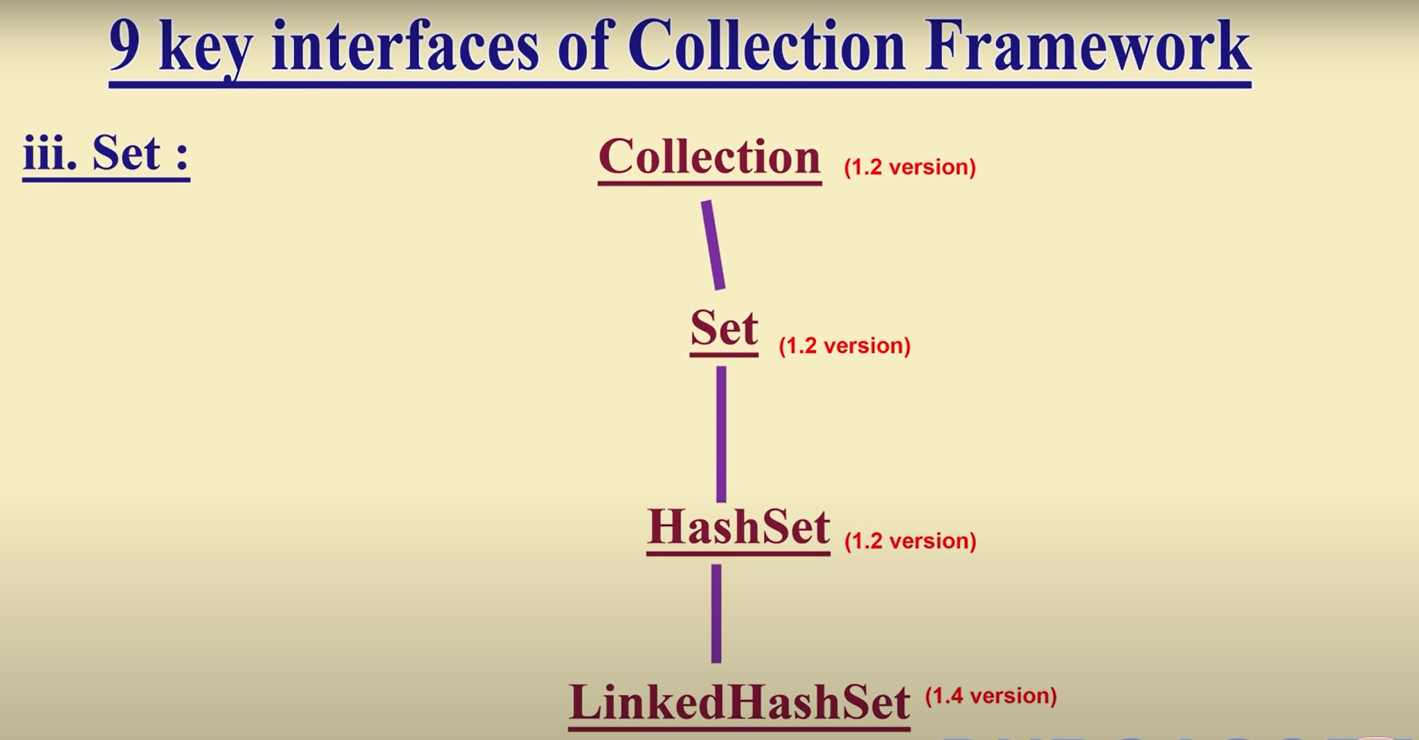 9 key interfaces of Collection Framework
iii. Set :
Collection (1.2 version)
Set (1.2 version)
HashSet (1.2 version)
LinkedHashSet (1.4 version)